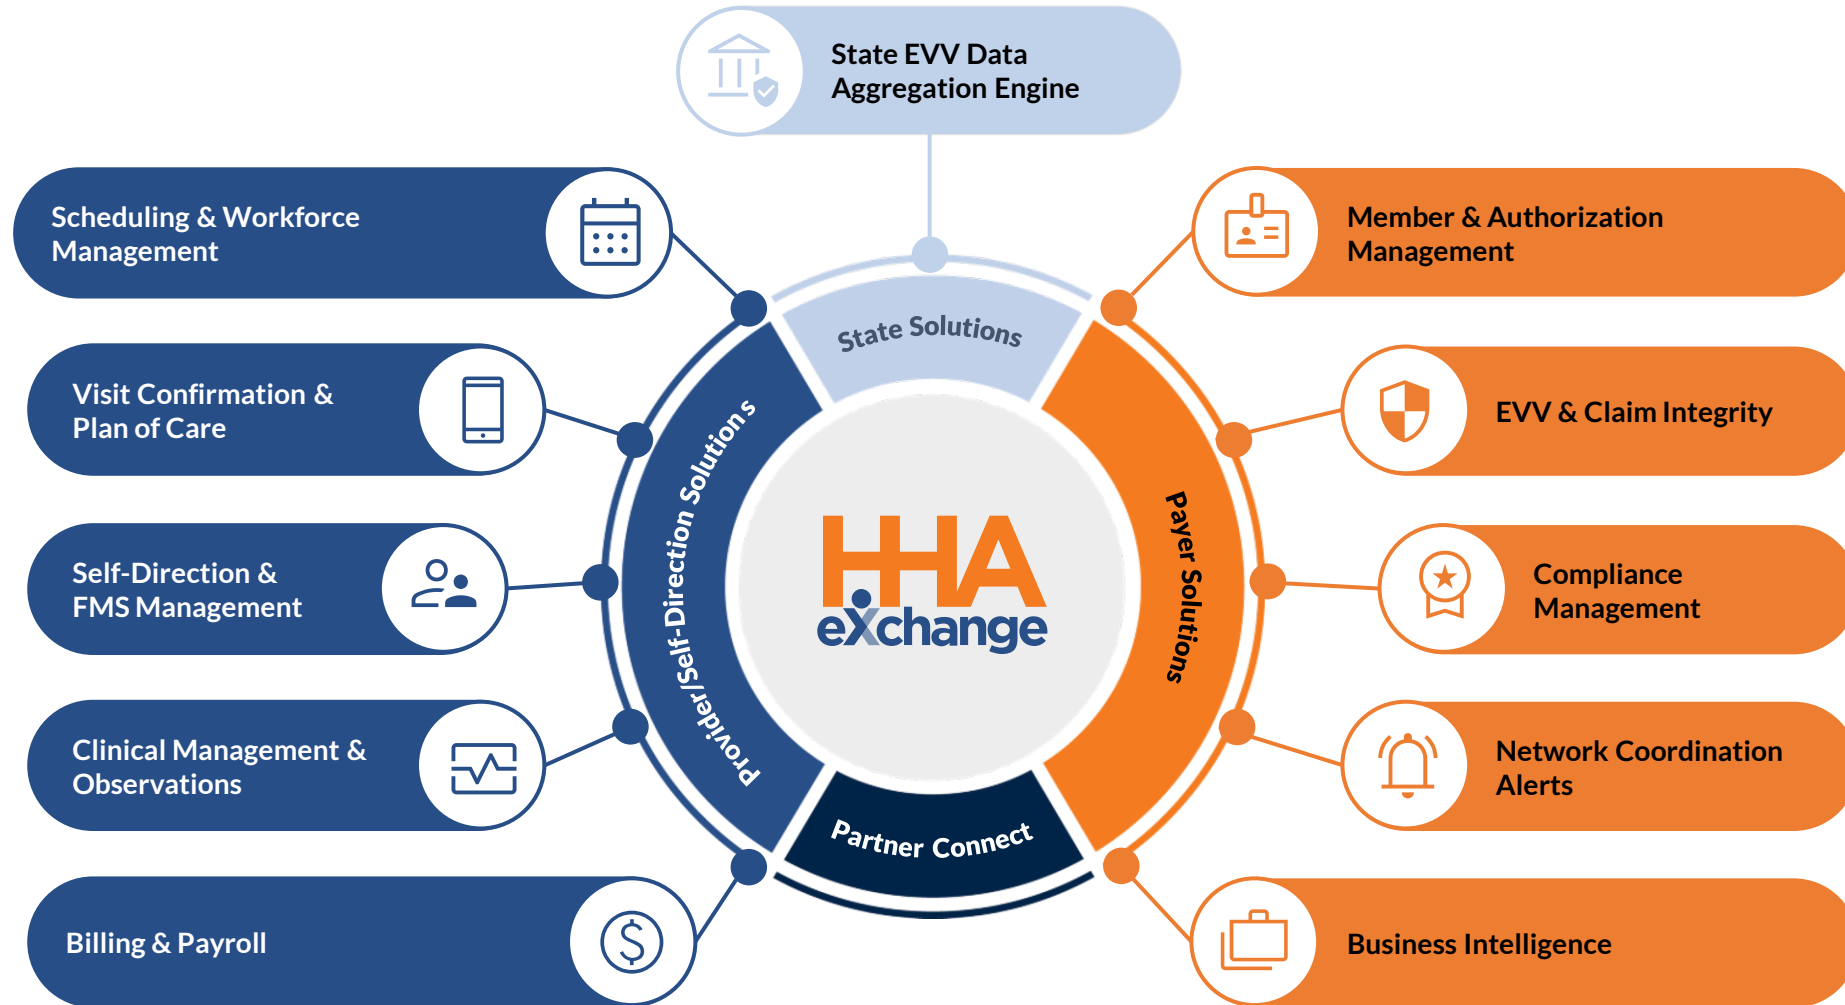 State EVV Data
Aggregation Engine
Scheduling & Workforce
Management
Visit Confirmation &
Plan of Care
Self-Direction &
FMS Management
Clinical Management &
Observations
Billing & Payroll
State Solutions
Provider/Self-Direction Solutions
HHA
eXchange
Payer Solutions
Partner Connect
Member & Authorization
Management
EVV & Claim Integrity
Compliance
Management
Network Coordination
Alerts
Business Intelligence